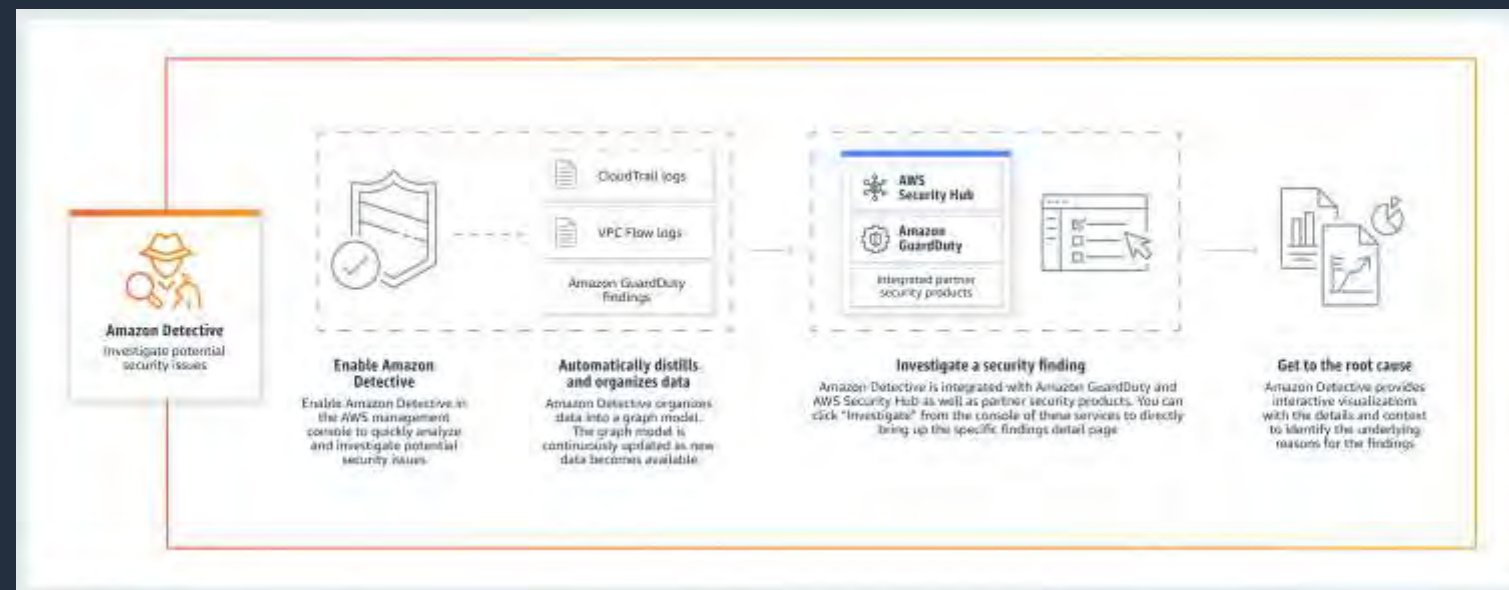 Amazon Detective
Investigate potential
security issues
Enable Amazon
Detective
Enable Amazon Detective in
the AWS management
console to quickly analyze
and investigate potential
security issues
CloudTrail logs
VPC Flow logs
Amazon GuardDuty
findings
Automatically distills
and organizes data
Amazon Detective organizes
data into a graph model.
The graph model is
continuously updated as new
data becomes available
AWS
Security Hub
Amazon
GuardDuty
Integrated partner
security products
Investigate a security finding
Amazon Detective is integrated with Amazon GuardDuty and
AWS Security Hub as well as partner security products. You can
click "Investigate" from the console of these services to directly
bring up the specific findings detail page
Get to the root cause
Amazon Detective provides
interactive visualizations
with the details and context
to identify the underlying
reasons for the findings